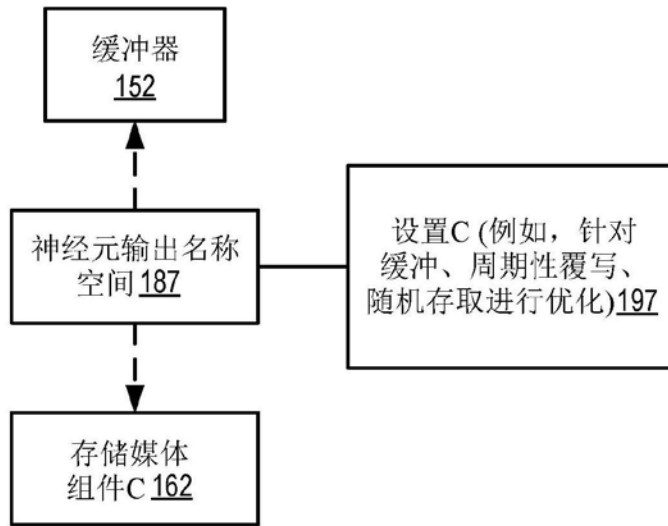 缓冲器
152
神经元输出名称
空间187
设置C (例如，针对
缓冲、周期性覆写、
随机存取进行优化)197
存储媒体
组件C 162